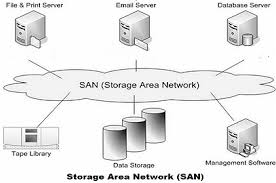 File & Print Server
Email Server
Database Server
SAN (Storage Area Network)
Tape Library
Data Storage
Management Software
Storage Area Network (SAN)